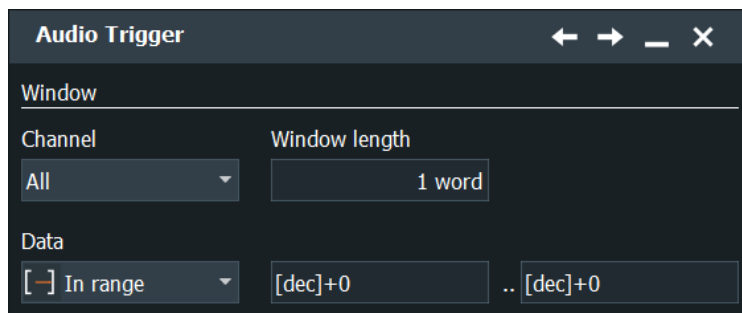 Audio Trigger
Window
Channel Window length
All 1 word
Data
In range [dec]+0 .. [dec]+0